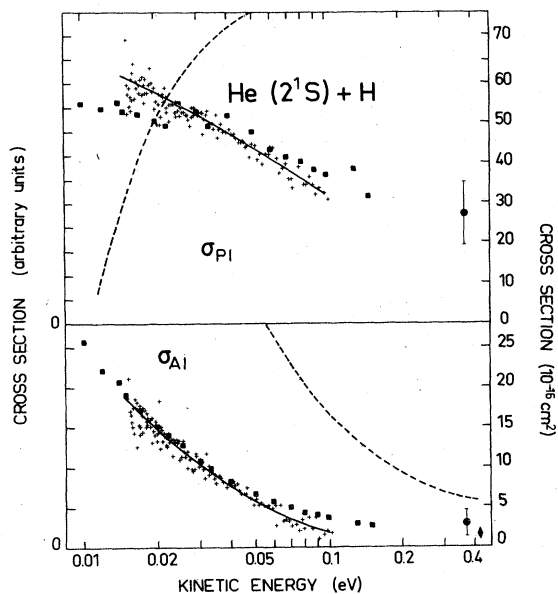 He (2¹S) + H
σPI
σAI
CROSS SECTION (arbitrary units)
0
0
70
60
50
40
30
20
10
0
25
20
15
10
5
0
CROSS SECTION (10⁻¹⁶cm²)
0.01 0.02 0.05 0.1 0.2 0.4
KINETIC ENERGY (eV)